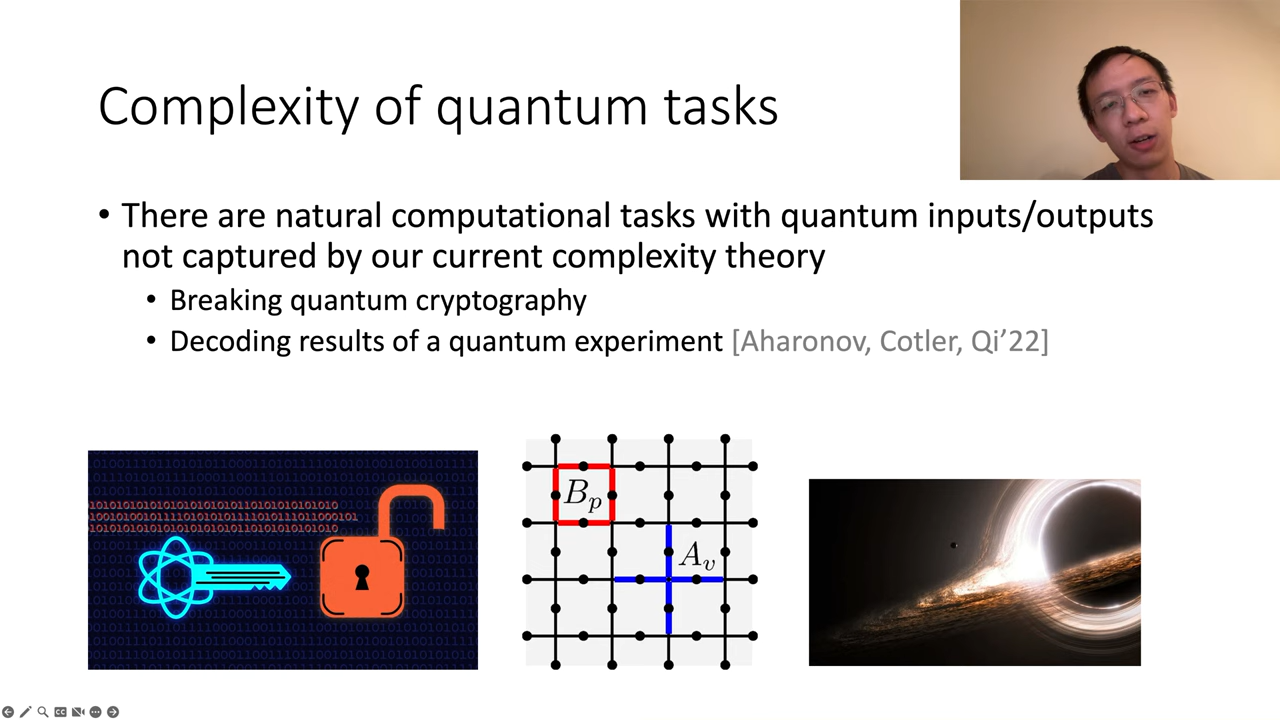 Complexity of quantum tasks
• There are natural computational tasks with quantum inputs/outputs
not captured by our current complexity theory
• Breaking quantum cryptography
• Decoding results of a quantum experiment [Aharonov, Cotler, Qi’22]
B_p
A_v